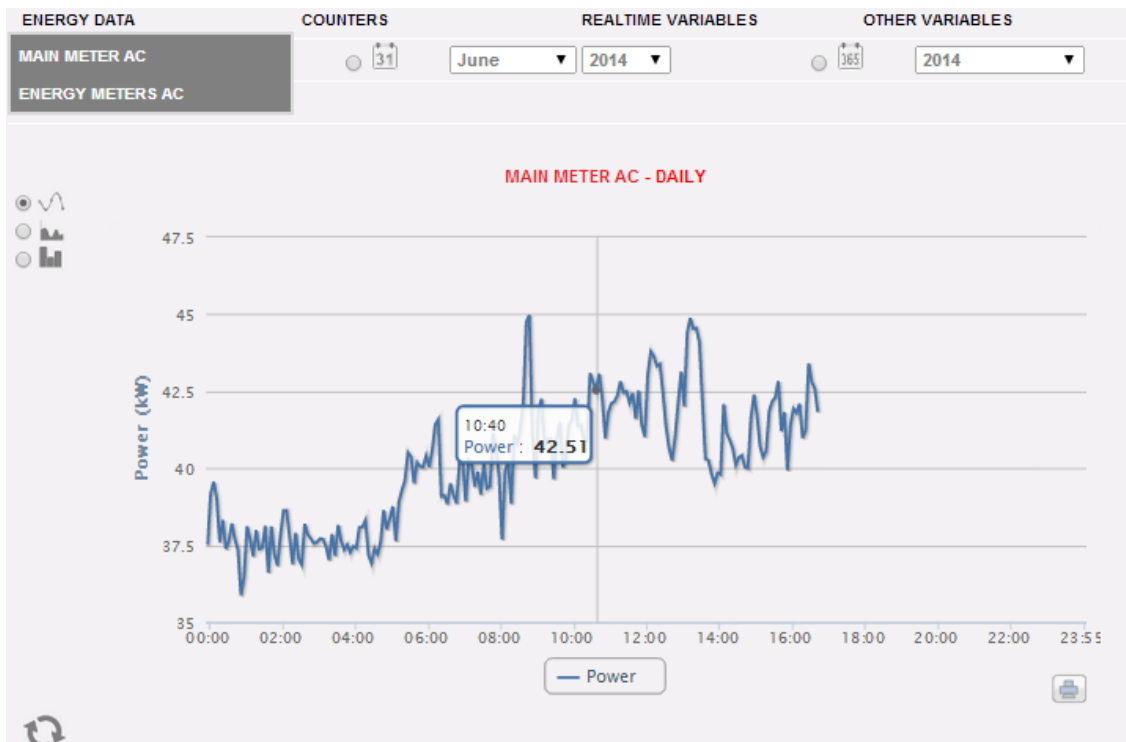 ENERGY DATA COUNTERS REALTIME VARIABLES OTHER VARIABLES
MAIN METER AC 31 June 2014 365 2014
ENERGY METERS AC
MAIN METER AC - DAILY
47.5
45
42.5
40
37.5
35
Power (kW)
10:40
Power : 42.51
00:00 02:00 04:00 06:00 08:00 10:00 12:00 14:00 16:00 18:00 20:00 22:00 23:55
Power